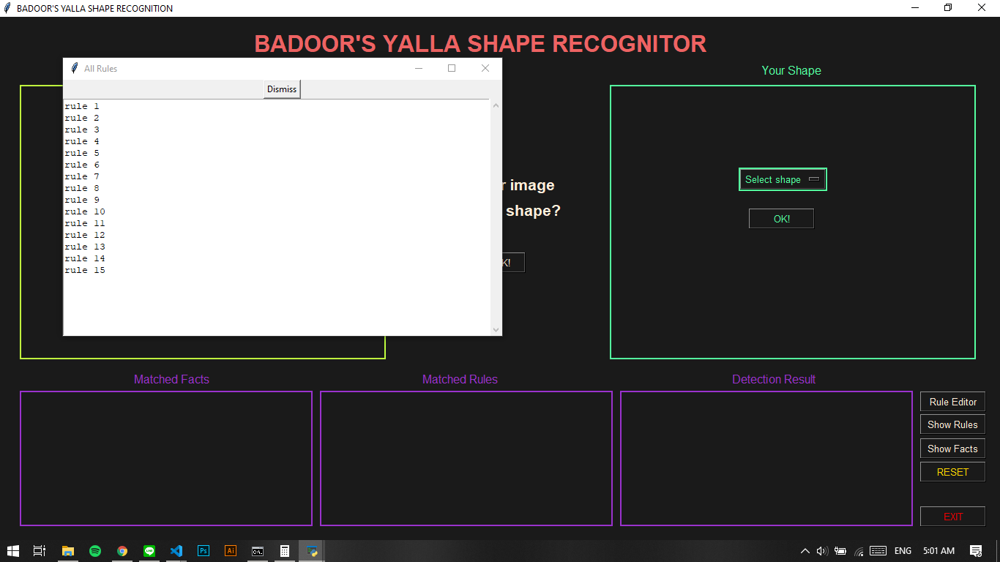 BADOOR'S YALLA SHAPE RECOGNITION
BADOOR'S YALLA SHAPE RECOGNITOR
All Rules
Dismiss
rule 1
rule 2
rule 3
rule 4
rule 5
rule 6
rule 7
rule 8
rule 9
rule 10
rule 11
rule 12
rule 13
rule 14
rule 15
image
shape?
Your Shape
Select shape
OK!
Matched Facts
Matched Rules
Detection Result
Rule Editor
Show Rules
Show Facts
RESET
EXIT
Ps
Ai
C:\.
LINE
ENG
5:01 AM